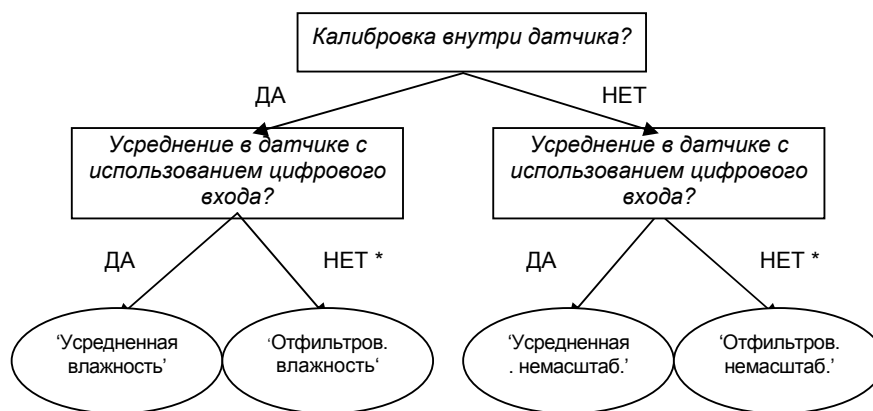 Калибровка внутри датчика?
ДА НЕТ
Усреднение в датчике с
использованием цифрового
входа?
Усреднение в датчике с
использованием цифрового
входа?
ДА НЕТ * ДА НЕТ *
‘Усредненная
влажность’
‘Отфильтров.
влажность‘
‘Усредненная
. немасштаб.’
‘Отфильтров.
немасштаб.’